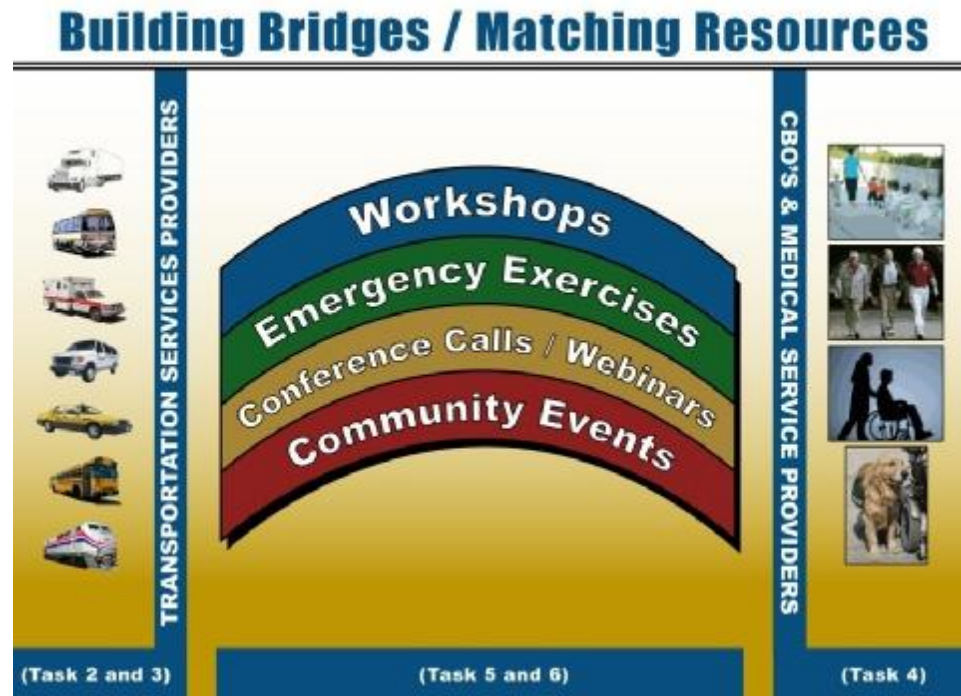 Building Bridges / Matching Resources
TRANSPORTATION SERVICES PROVIDERS
Workshops
Emergency Exercises
Conference Calls / Webinars
Community Events
CBO'S & MEDICAL SERVICE PROVIDERS
(Task 2 and 3)
(Task 5 and 6)
(Task 4)